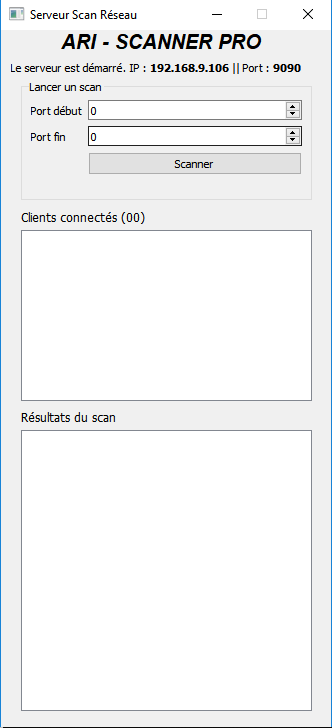 Serveur Scan Réseau
ARI - SCANNER PRO
Le serveur est démarré. IP : 192.168.9.106 || Port : 9090
Lancer un scan
Port début 0
Port fin 0
Scanner
Clients connectés (00)
Résultats du scan